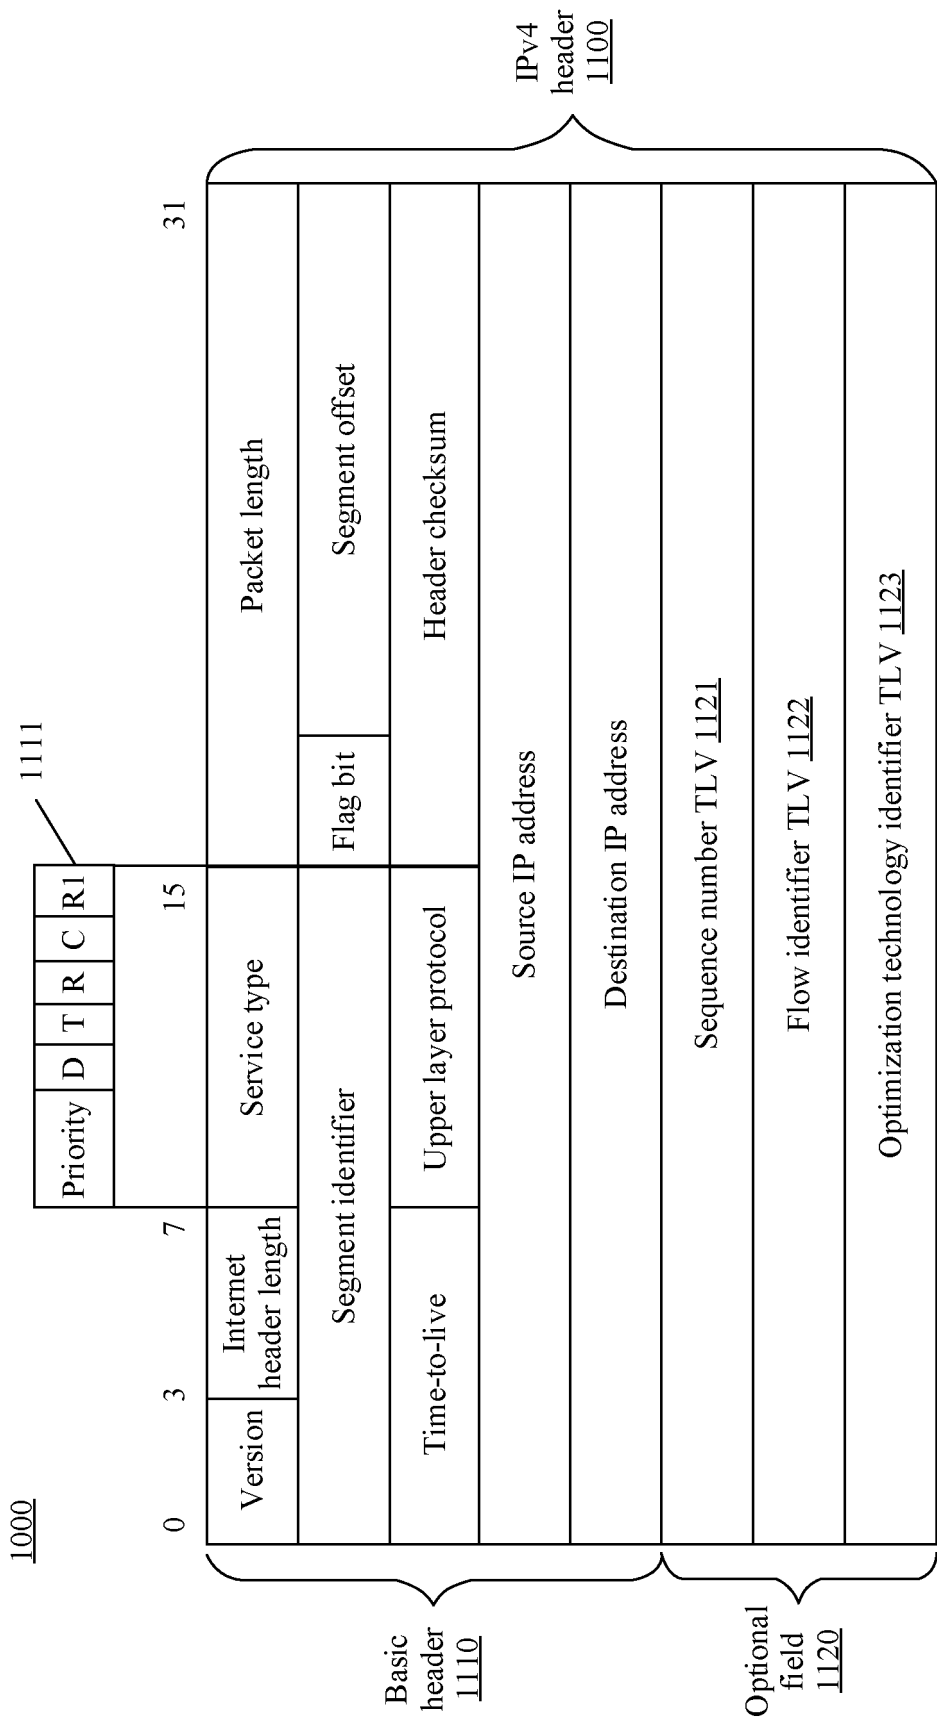 1000
Priority
D
T
R
C
R1
1111
0
3
7
15
31
Version
Internet
header length
Service type
Packet length
Segment identifier
Flag bit
Segment offset
Time-to-live
Upper layer protocol
Header checksum
Source IP address
Destination IP address
Sequence number TLV 1121
Flow identifier TLV 1122
Optimization technology identifier TLV 1123
Basic
header
1110
Optional
field
1120
IPv4
header
1100